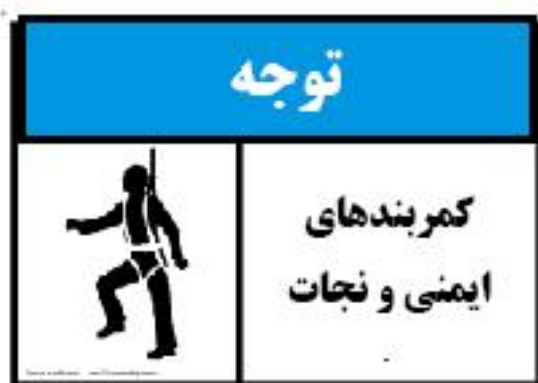 توجه
کمربندهای
ایمنی و نجات
.